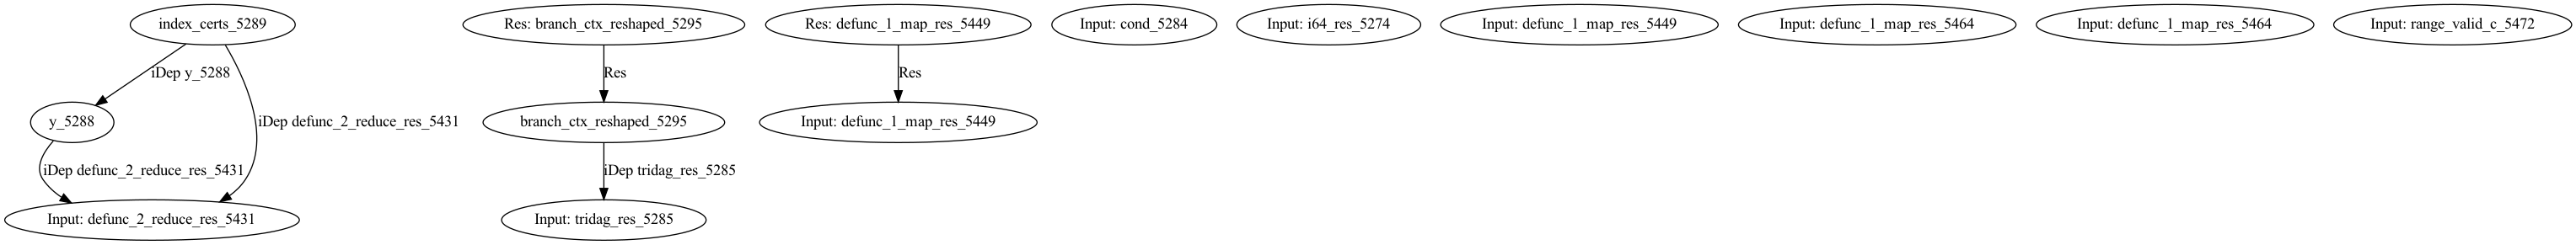 index_certs_5289
Res: branch_ctx_reshaped_5295
Res: defunc_1_map_res_5449
Input: cond_5284
Input: i64_res_5274
Input: defunc_1_map_res_5449
Input: defunc_1_map_res_5464
Input: defunc_1_map_res_5464
Input: range_valid_c_5472
iDep y_5288
Res
Res
y_5288
iDep defunc_2_reduce_res_5431
branch_ctx_reshaped_5295
Input: defunc_1_map_res_5449
iDep defunc_2_reduce_res_5431
iDep tridag_res_5285
Input: defunc_2_reduce_res_5431
Input: tridag_res_5285